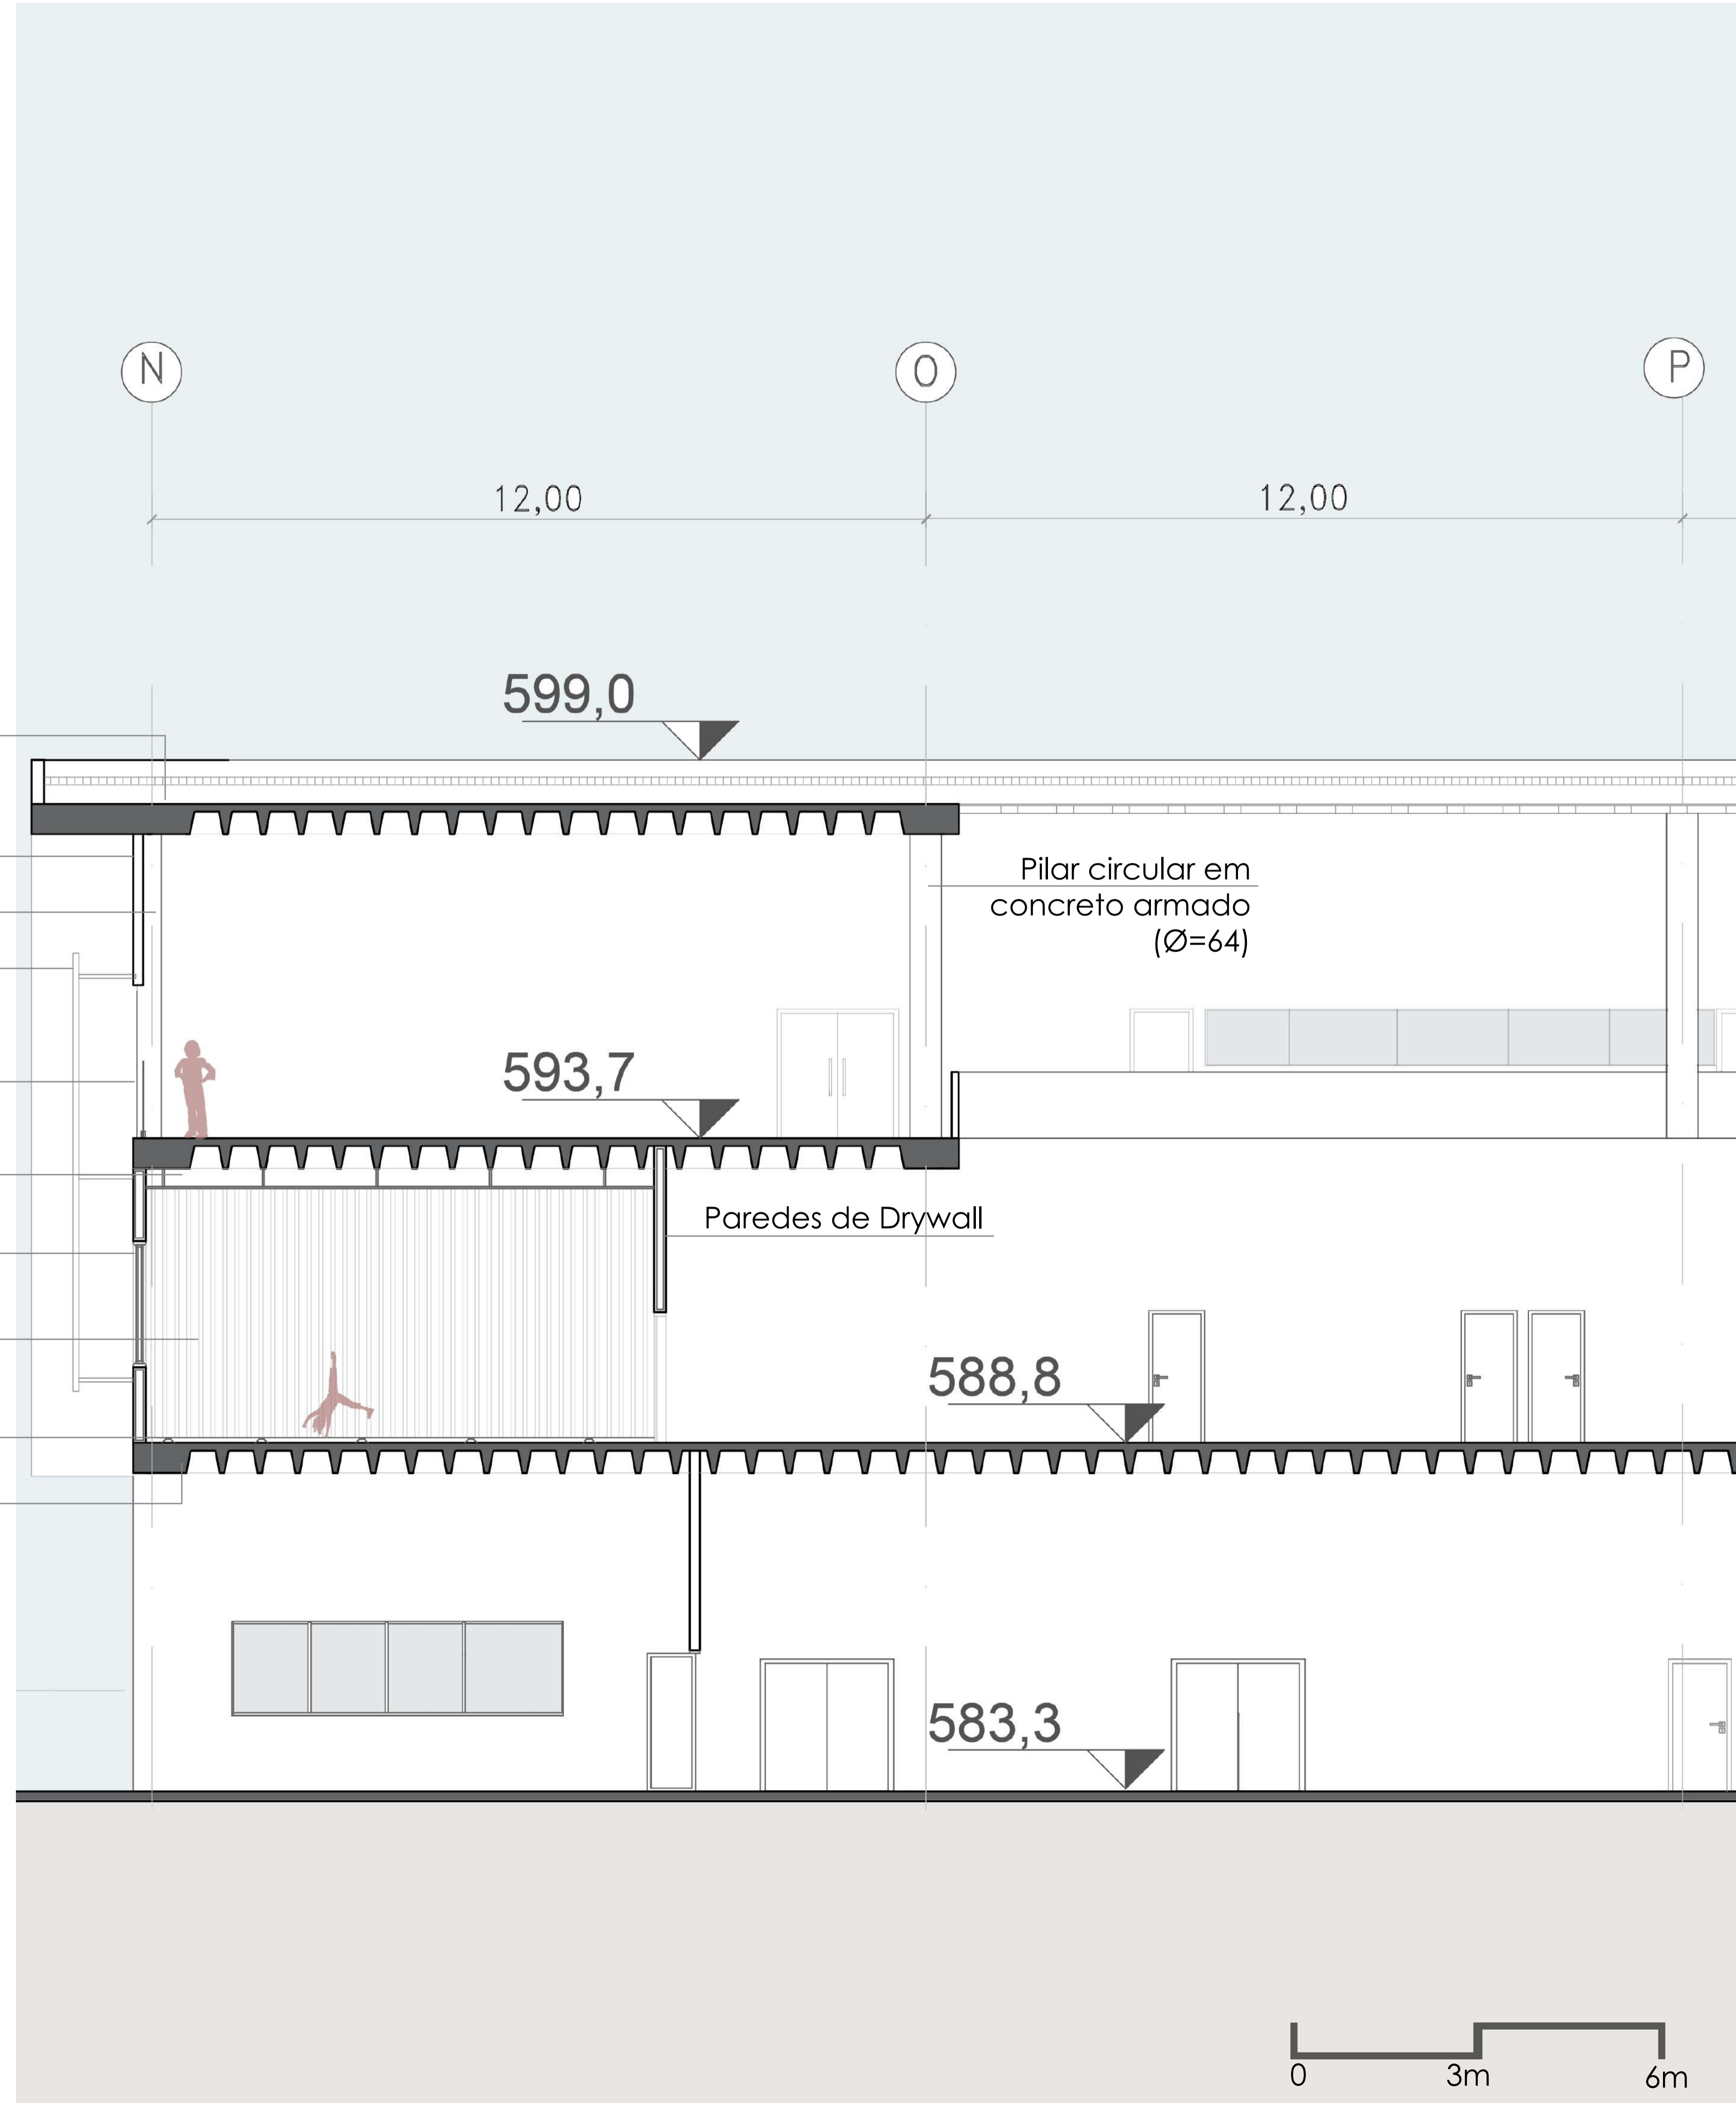 N
O
P
12,00
12,00
599,0
Pilar circular em
concreto armado
(Ø=64)
593,7
Paredes de Drywall
588,8
583,3
0
3m
6m